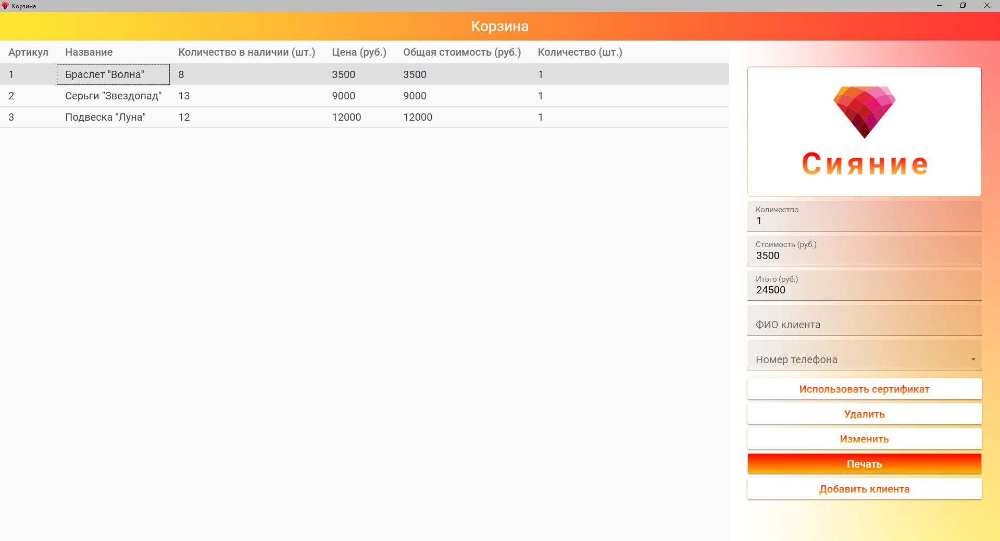 Корзина
Корзина
Артикул Название Количество в наличии (шт.) Цена (руб.) Общая стоимость (руб.) Количество (шт.)
1 Браслет "Волна" 8 3500 3500 1
2 Серьги "Звездопад" 13 9000 9000 1
3 Подвеска "Луна" 12 12000 12000 1
Сияние
Количество
1
Стоимость (руб.)
3500
Итого (руб.)
24500
ФИО клиента
Номер телефона
Использовать сертификат
Удалить
Изменить
Печать
Добавить клиента